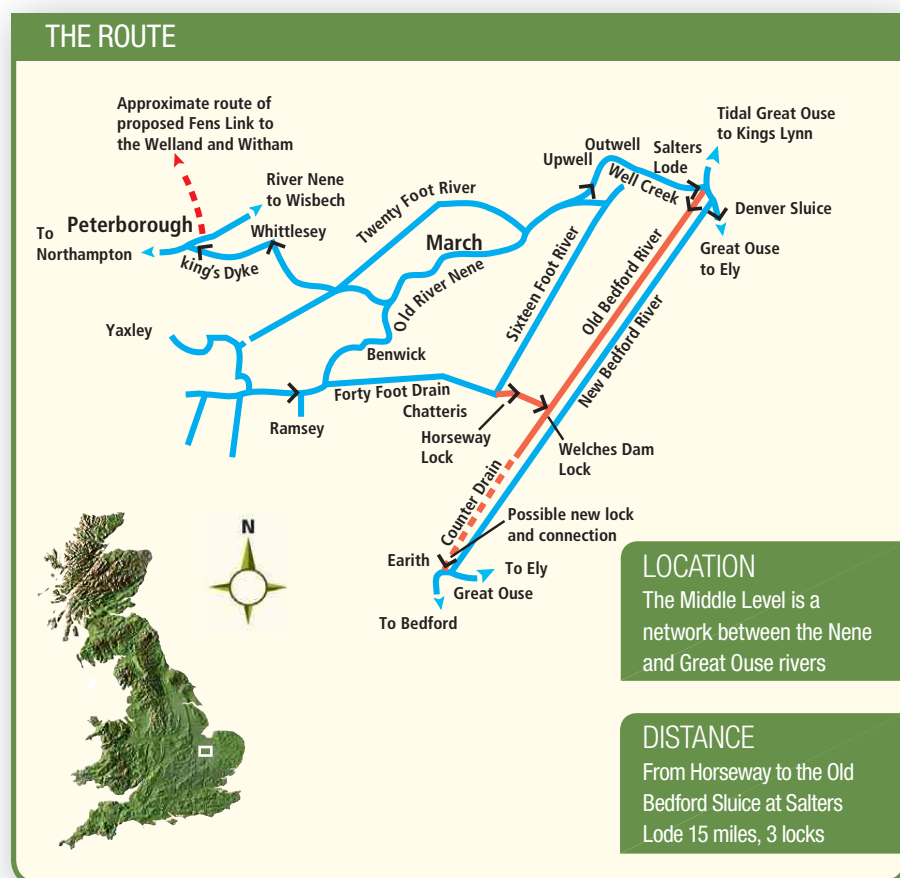 THE ROUTE
Approximate route of
proposed Fens Link to
the Welland and Witham
Tidal Great Ouse
to Kings Lynn
Outwell
Upwell
Salters
Lode
Well Creek
River Nene
to Wisbech
Twenty Foot River
Peterborough
To
Northampton
Whittlesey
king's Dyke
March
Denver Sluice
Great Ouse
to Ely
Old River Nene
Sixteen Foot River
Old Bedford River
New Bedford River
Yaxley
Benwick
Forty Foot Drain
Chatteris
Ramsey
Horseway
Lock
Welches Dam
Lock
Counter Drain
Possible new lock
and connection
Earith
To Ely
Great Ouse
To Bedford
N
LOCATION
The Middle Level is a
network between the Nene
and Great Ouse rivers
DISTANCE
From Horseway to the Old
Bedford Sluice at Salters
Lode 15 miles, 3 locks